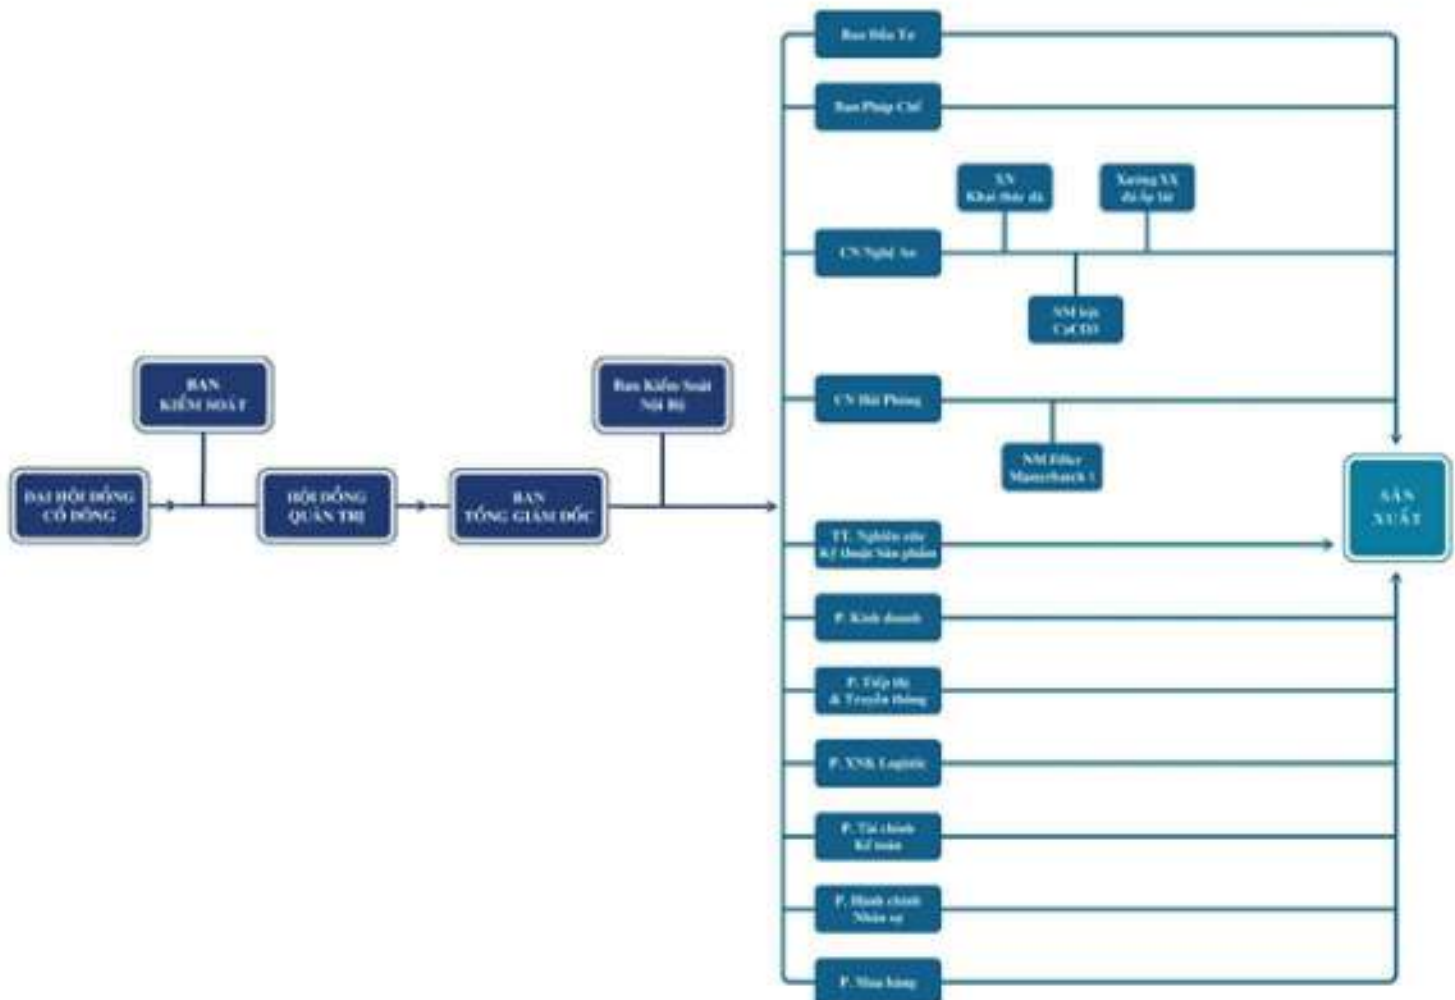 Ban Đầu Tư
Ban Pháp Chế
XN
Khai thác đá
Xưởng SX
đá ốp lát
CN Nghệ An
NM bột
CaCO3
BAN
KIỂM SOÁT
Ban Kiểm Soát
Nội Bộ
CN Hải Phòng
NM Filler
Masterbatch 1
ĐẠI HỘI ĐỒNG
CỔ ĐÔNG
HỘI ĐỒNG
QUẢN TRỊ
BAN
TỔNG GIÁM ĐỐC
SẢN
XUẤT
TT. Nghiên cứu
Kỹ thuật Sản phẩm
P. Kinh doanh
P. Tiếp thị
& Truyền thông
P. XNK Logistic
P. Tài chính
Kế toán
P. Hành chính
Nhân sự
P. Mua hàng